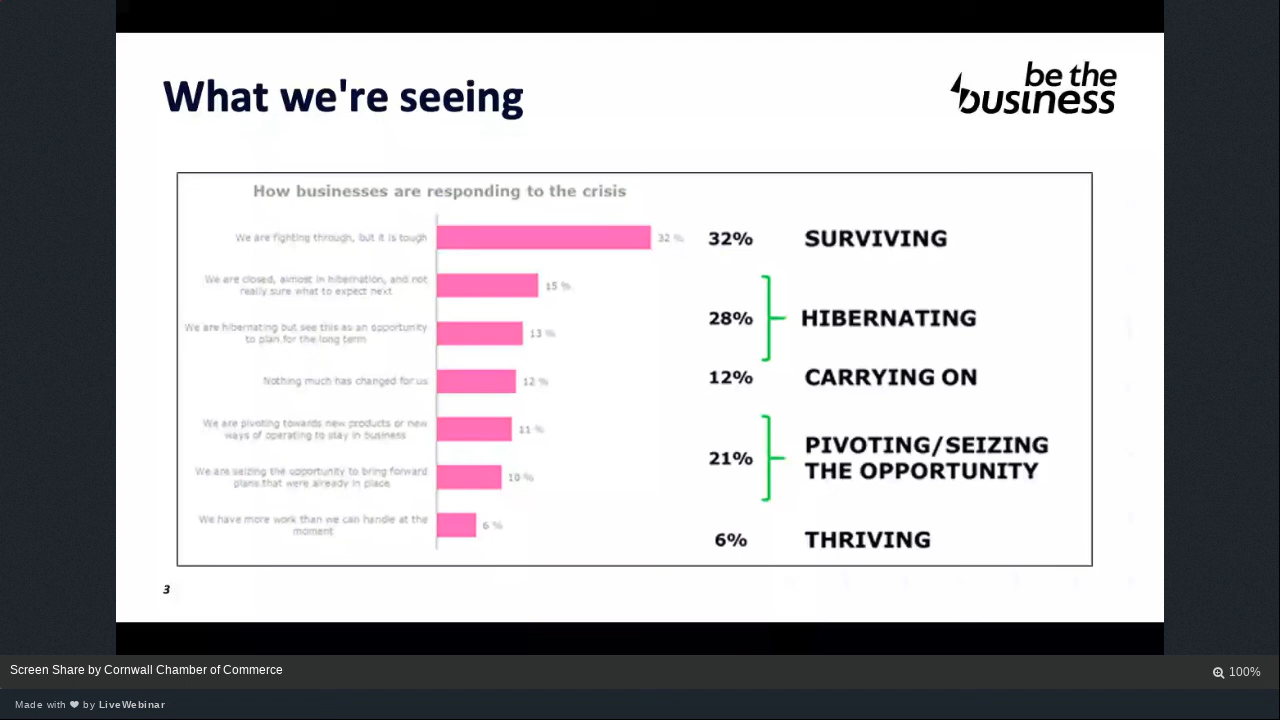 What we're seeing
be the
business
How businesses are responding to the crisis
We are fighting through, but it is tough
32 %
32%
SURVIVING
We are closed, almost in hibernation, and not
really sure what to expect next
15 %
We are hibernating but see this as an opportunity
to plan for the long term
13 %
28%
HIBERNATING
Nothing much has changed for us
12 %
12%
CARRYING ON
We are pivoting towards new products or new
ways of operating to stay in business
11 %
We are seizing the opportunity to bring forward
plans that were already in place
10 %
21%
PIVOTING/SEIZING
THE OPPORTUNITY
We have more work than we can handle at the
moment
6 %
6%
THRIVING
3
Screen Share by Cornwall Chamber of Commerce
100%
Made with by LiveWebinar